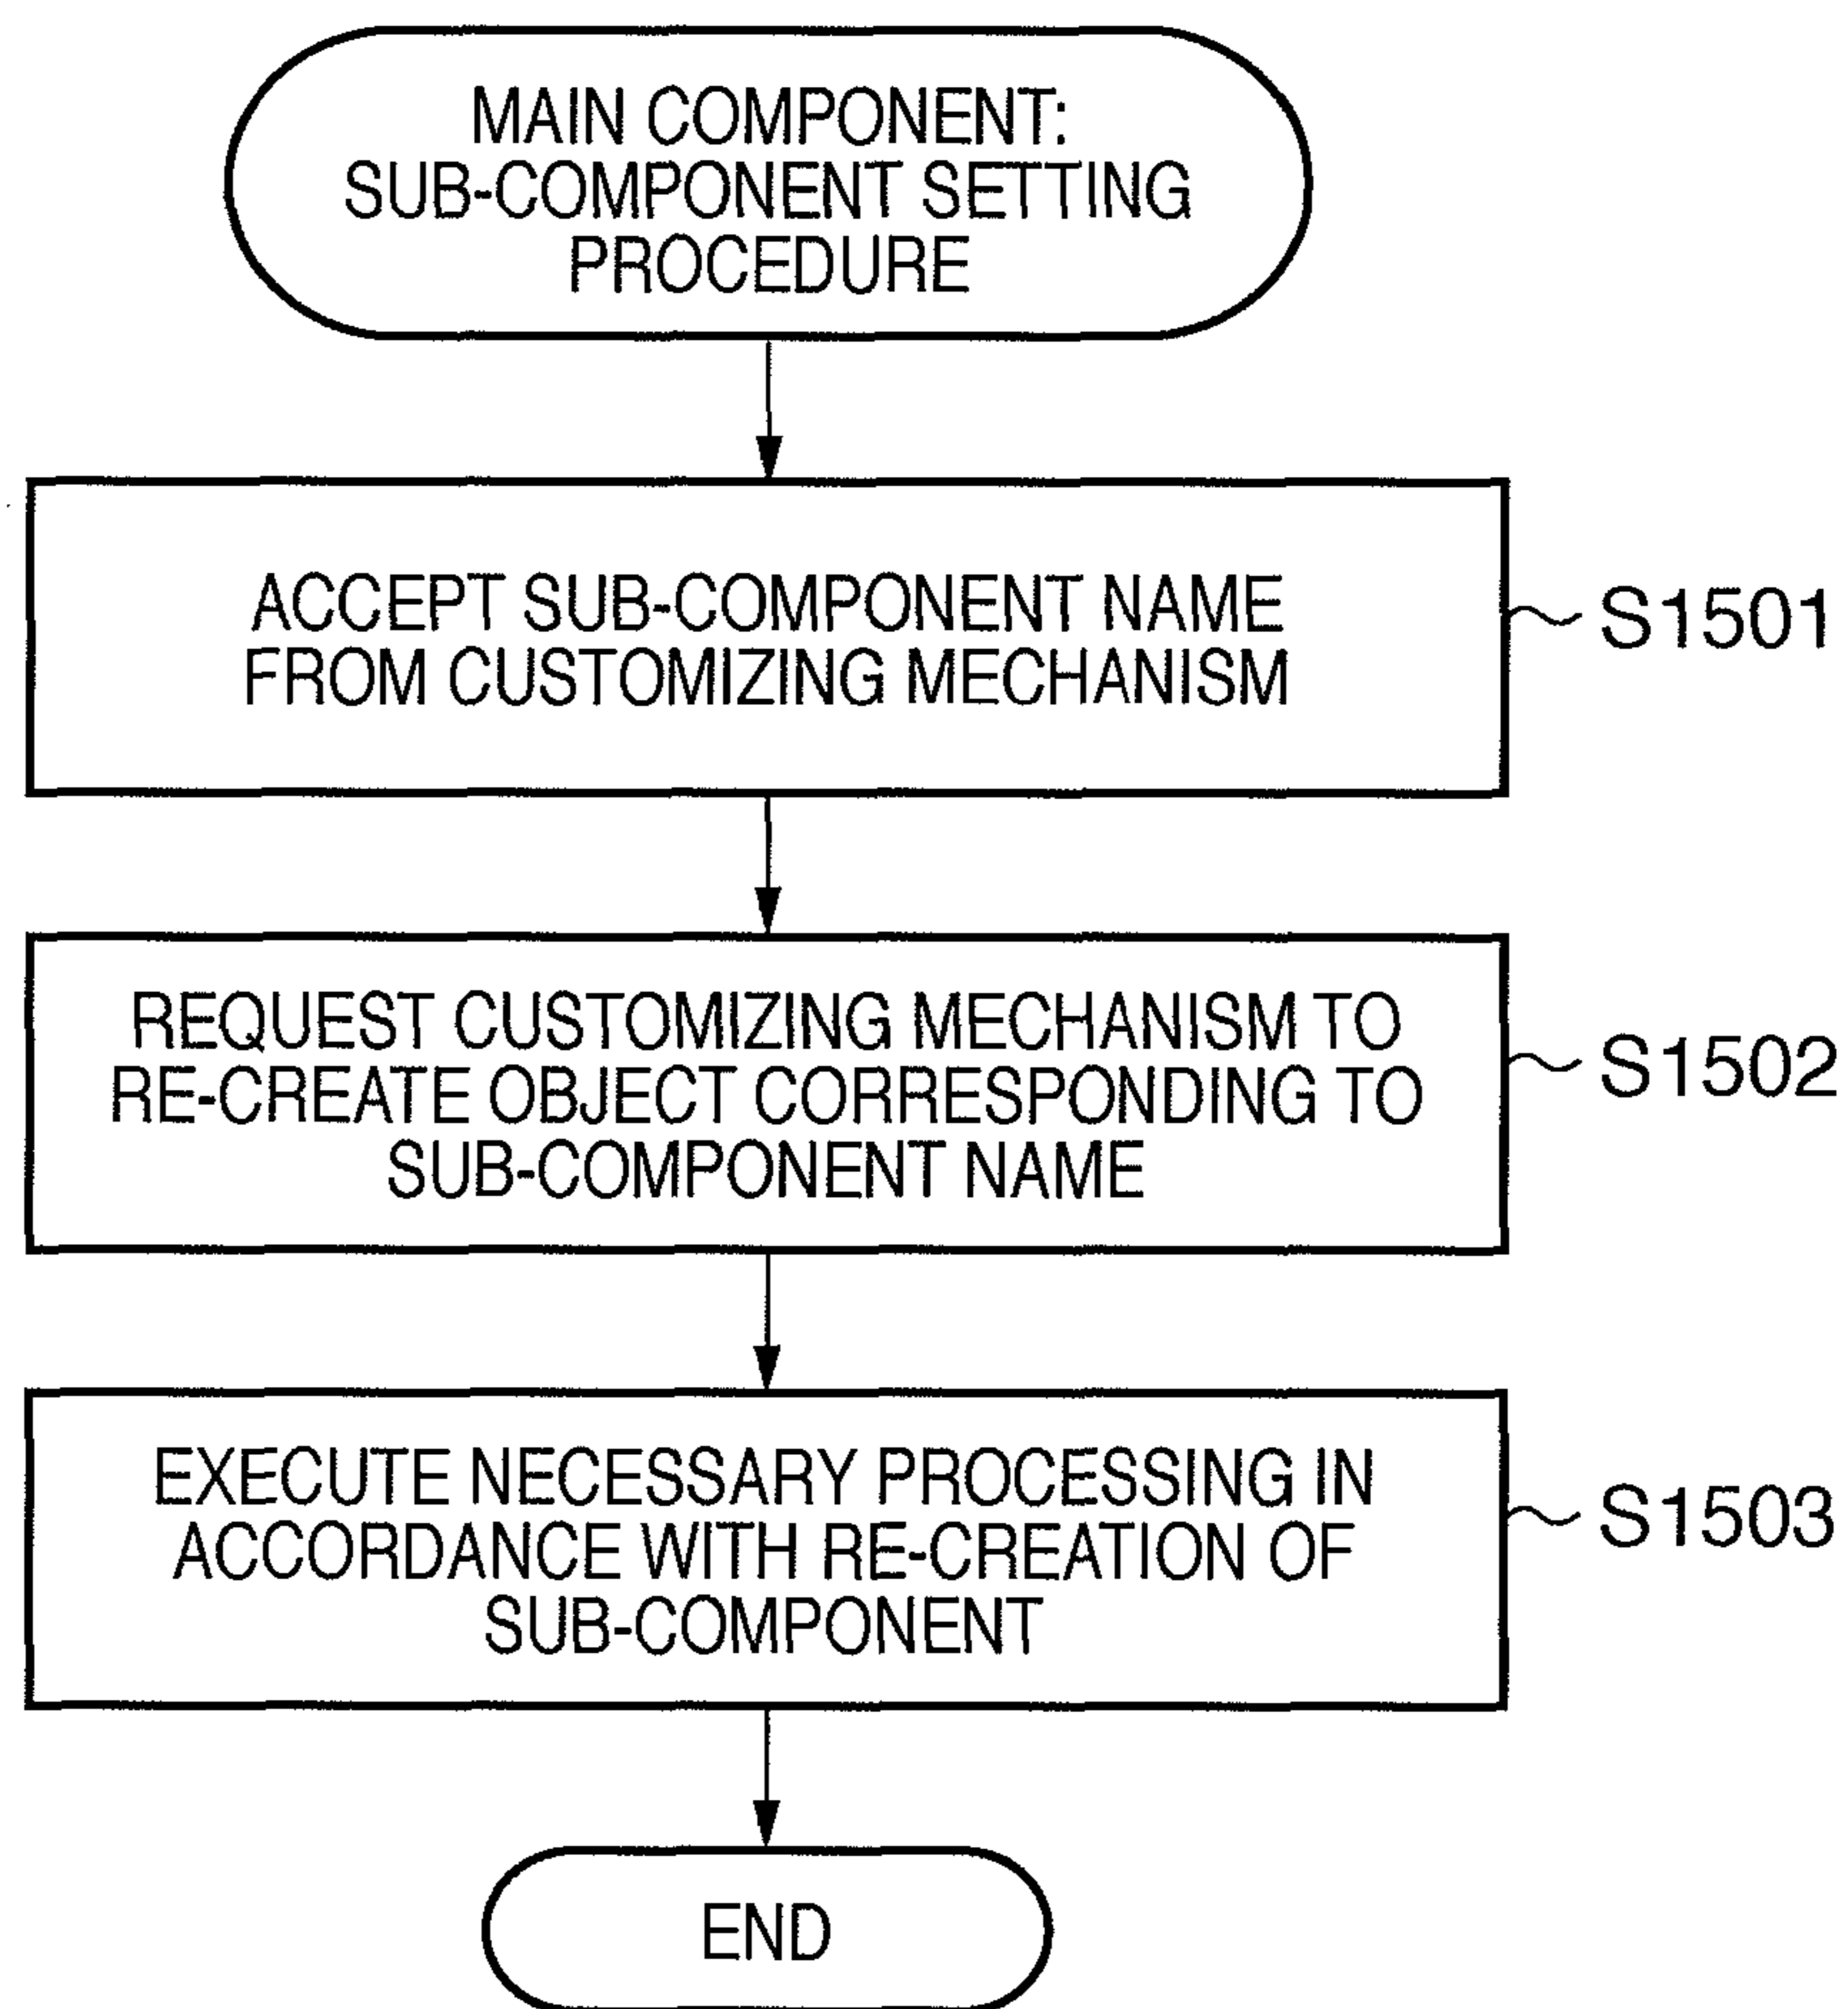 MAIN COMPONENT:
SUB-COMPONENT SETTING
PROCEDURE
ACCEPT SUB-COMPONENT NAME
FROM CUSTOMIZING MECHANISM
S1501
REQUEST CUSTOMIZING MECHANISM TO
RE-CREATE OBJECT CORRESPONDING TO
SUB-COMPONENT NAME
S1502
EXECUTE NECESSARY PROCESSING IN
ACCORDANCE WITH RE-CREATION OF
SUB-COMPONENT
S1503
END